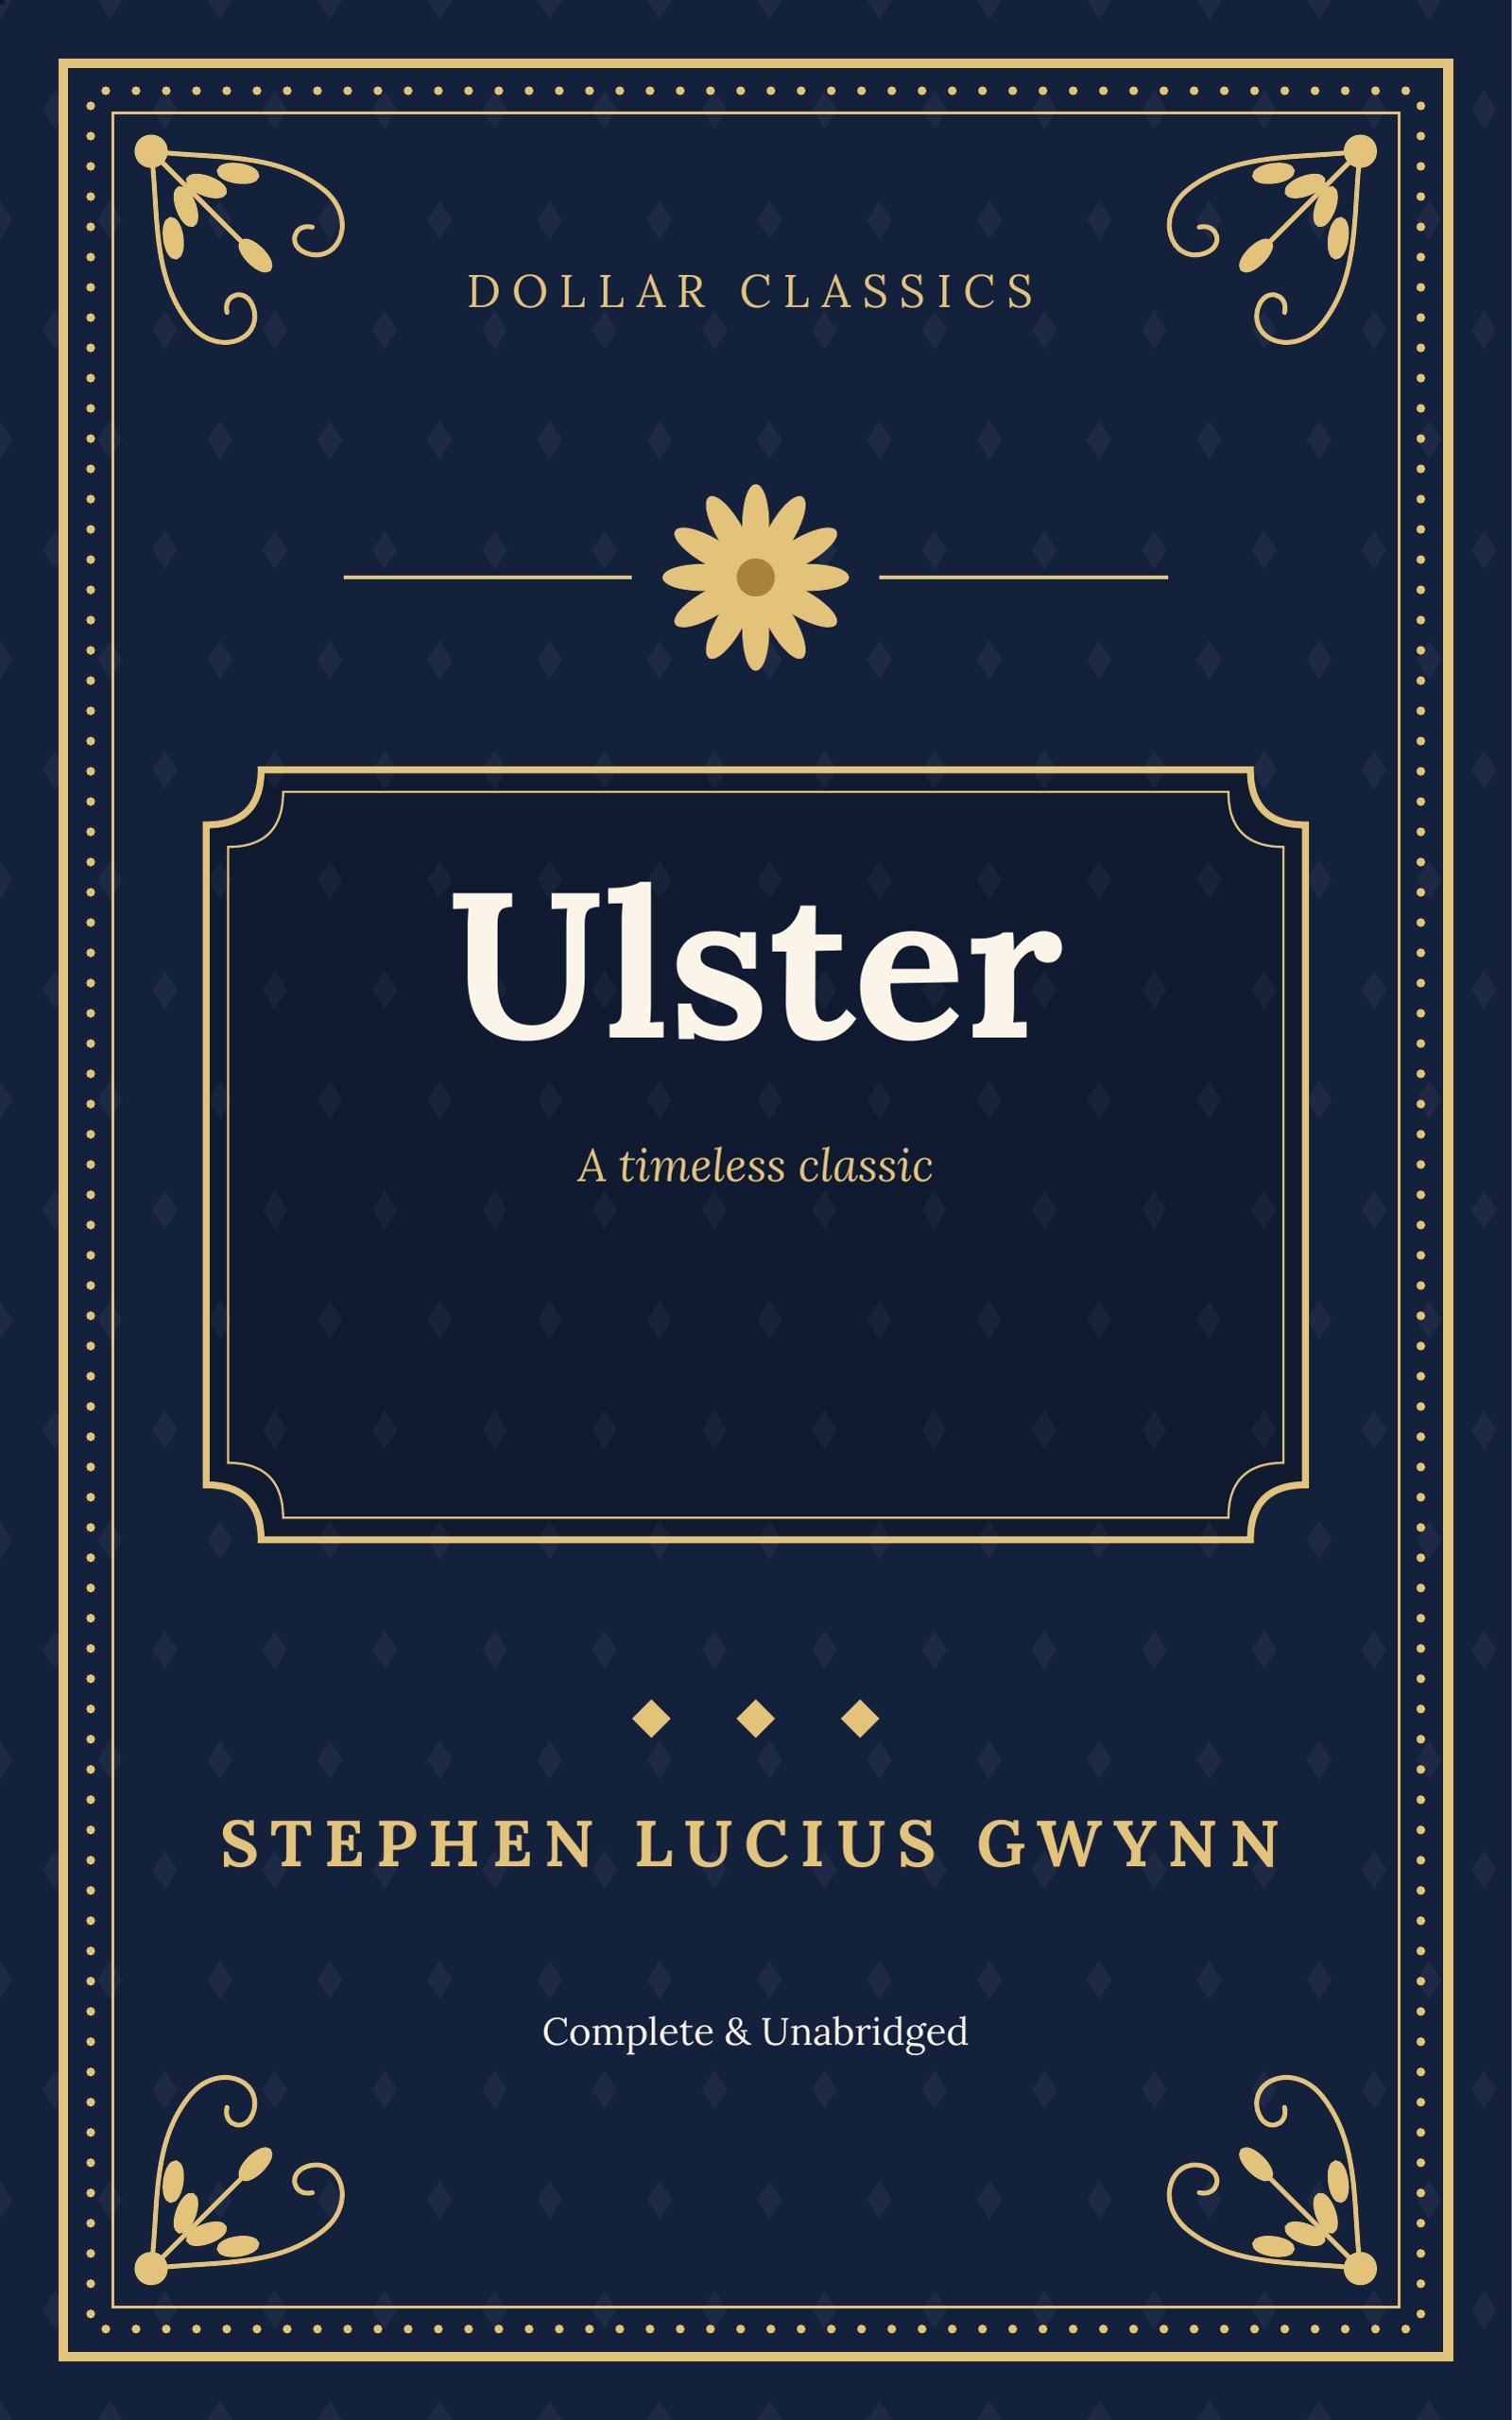 DOLLAR CLASSICS
Ulster
A timeless classic
STEPHEN LUCIUS GWYNN
Complete & Unabridged